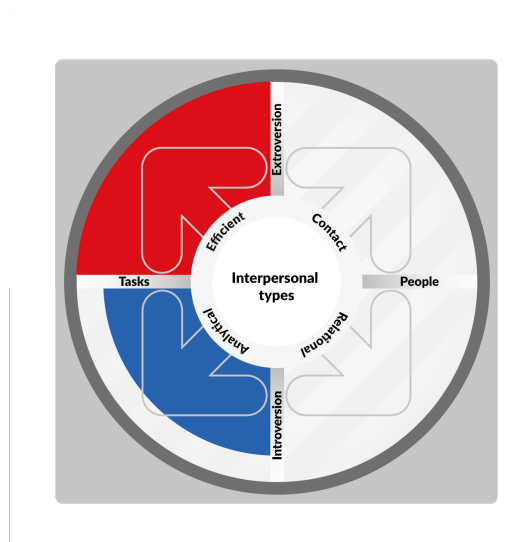 Extroversion
Efficient
Contact
Tasks
Interpersonal
types
People
Analytical
Relational
Introversion